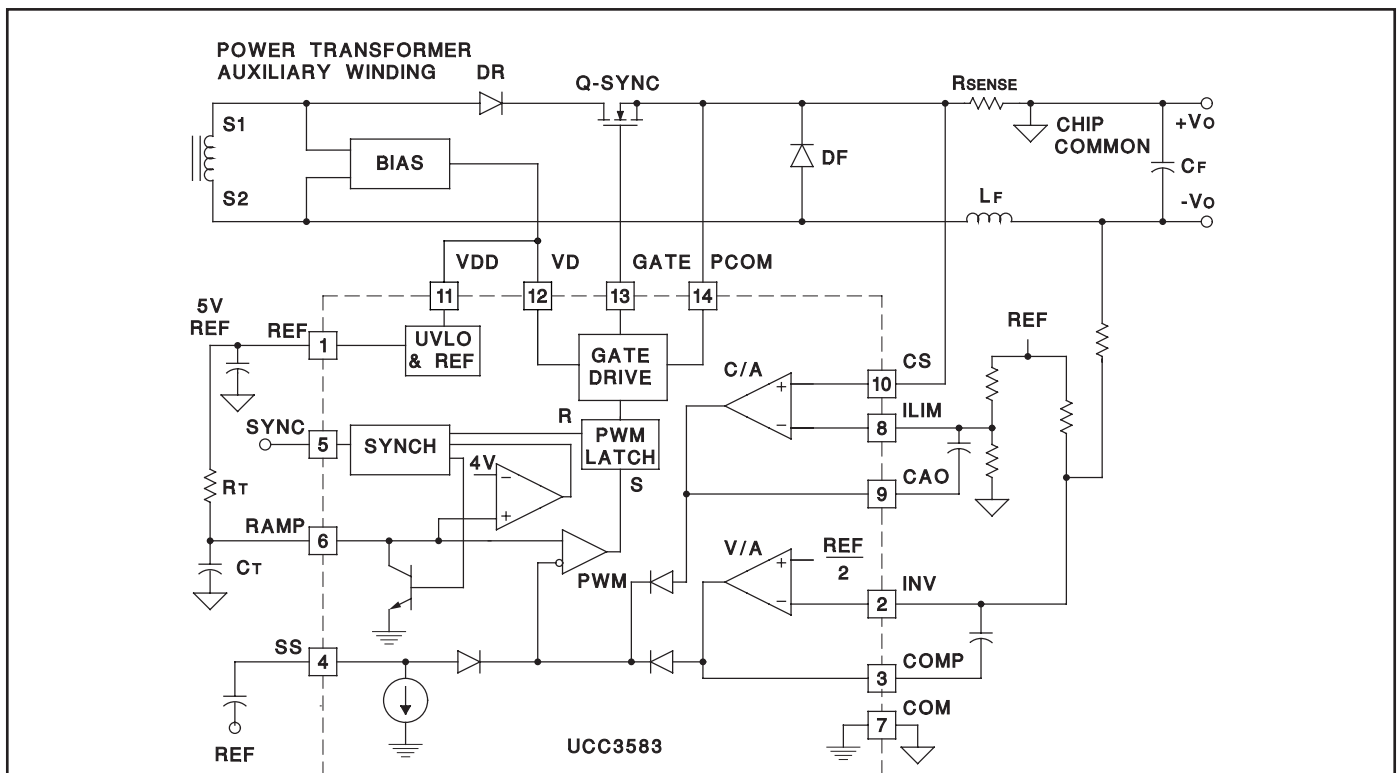 POWER TRANSFORMER
AUXILIARY WINDING
DR
Q-SYNC
RSENSE
S1
S2
BIAS
DF
CHIP
COMMON
+VO
CF
LF
-VO
VDD
VD
GATE
PCOM
11
12
13
14
5V
REF
REF
1
UVLO
& REF
GATE
DRIVE
C/A
+
−
CS
10
ILIM
8
REF
SYNC
5
SYNCH
R
PWM
LATCH
S
4V
−
+
CAO
9
RT
RAMP
6
CT
PWM
V/A
+
−
REF
2
INV
2
SS
4
COMP
3
COM
7
REF
UCC3583